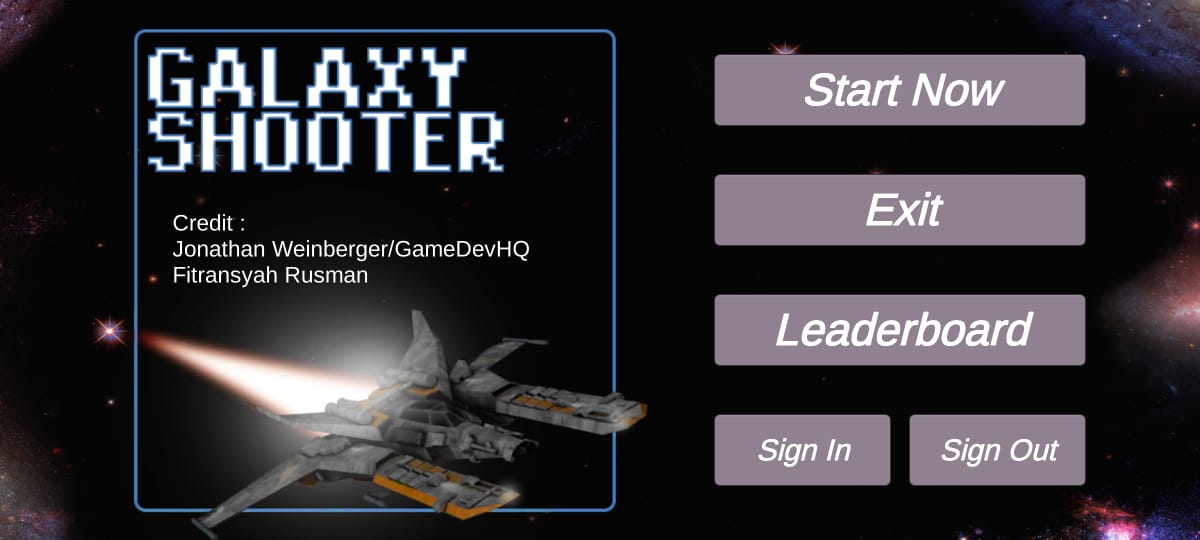 GALAXY
SHOOTER
Credit :
Jonathan Weinberger/GameDevHQ
Fitransyah Rusman
Start Now
Exit
Leaderboard
Sign In
Sign Out